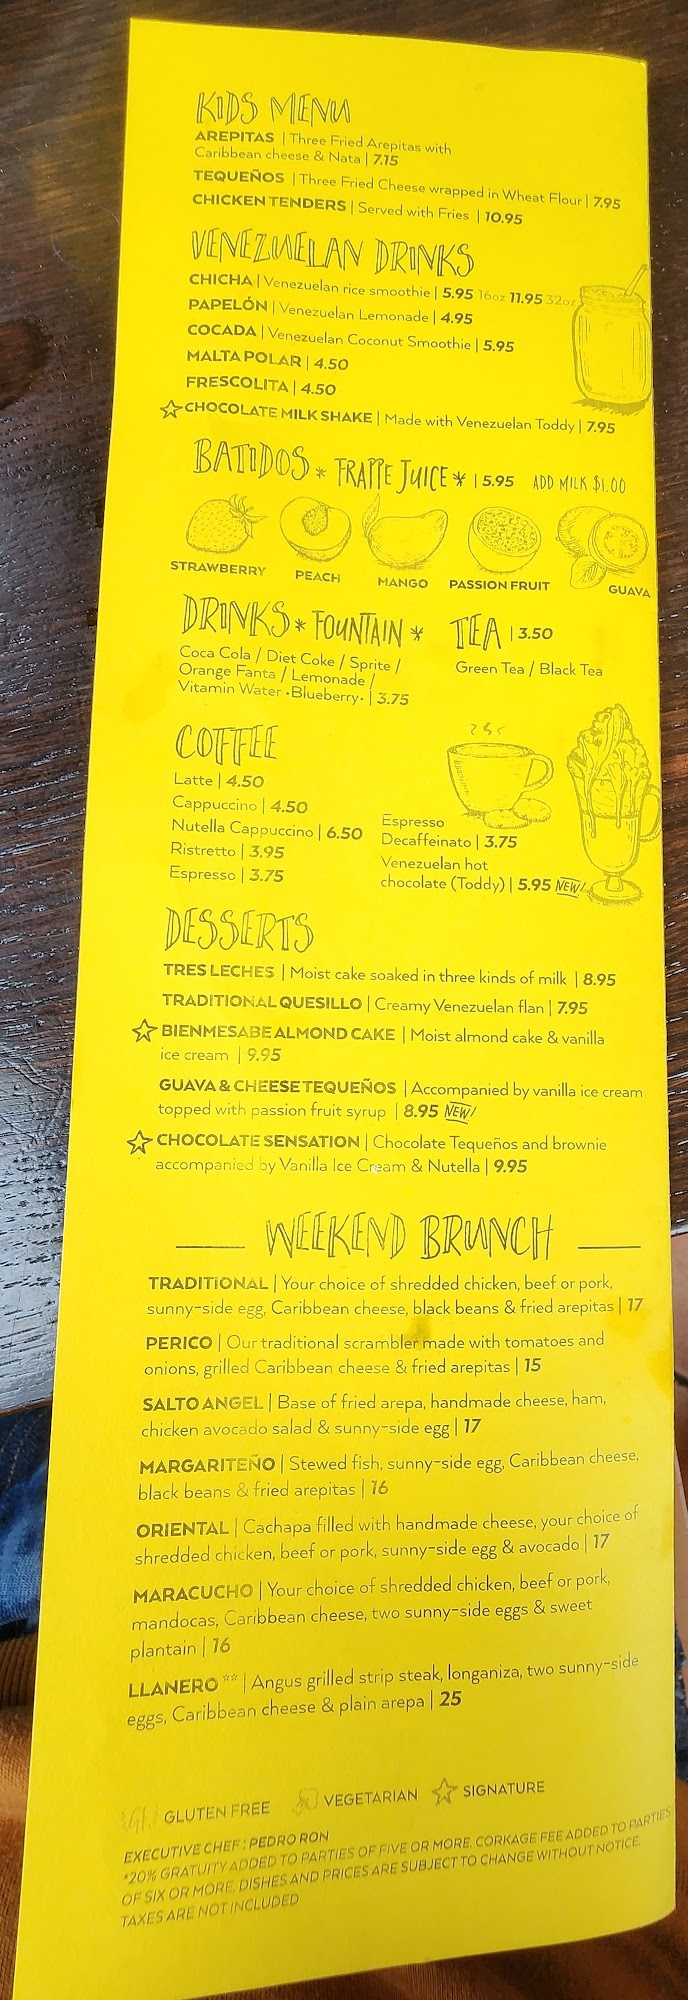 KIDS MENU
AREPITAS | Three Fried Arepitas with
Caribbean cheese & Nata | 7.15
TEQUEÑOS | Three Fried Cheese wrapped in Wheat Flour | 7.95
CHICKEN TENDERS | Served with Fries | 10.95
VENEZUELAN DRINKS
CHICHA | Venezuelan rice smoothie | 5.95 16oz 11.95 32oz
PAPELÓN | Venezuelan Lemonade | 4.95
COCADA | Venezuelan Coconut Smoothie | 5.95
MALTA POLAR | 4.50
FRESCOLITA | 4.50
CHOCOLATE MILK SHAKE | Made with Venezuelan Toddy | 7.95
BATIDOS * FRAPPE JUICE * | 5.95 ADD MILK $1.00
STRAWBERRY PEACH MANGO PASSION FRUIT GUAVA
DRINKS * FOUNTAIN *
Coca Cola / Diet Coke / Sprite /
Orange Fanta / Lemonade /
Vitamin Water •Blueberry• | 3.75
TEA | 3.50
Green Tea / Black Tea
COFFEE
Latte | 4.50
Cappuccino | 4.50
Nutella Cappuccino | 6.50
Ristretto | 3.95
Espresso | 3.75
Espresso
Decaffeinato | 3.75
Venezuelan hot
chocolate (Toddy) | 5.95 NEW!
DESSERTS
TRES LECHES | Moist cake soaked in three kinds of milk | 8.95
TRADITIONAL QUESILLO | Creamy Venezuelan flan | 7.95
BIENMESABE ALMOND CAKE | Moist almond cake & vanilla
ice cream | 9.95
GUAVA & CHEESE TEQUEÑOS | Accompanied by vanilla ice cream
topped with passion fruit syrup | 8.95 NEW!
CHOCOLATE SENSATION | Chocolate Tequeños and brownie
accompanied by Vanilla Ice Cream & Nutella | 9.95
WEEKEND BRUNCH
TRADITIONAL | Your choice of shredded chicken, beef or pork,
sunny-side egg, Caribbean cheese, black beans & fried arepitas | 17
PERICO | Our traditional scrambler made with tomatoes and
onions, grilled Caribbean cheese & fried arepitas | 15
SALTO ANGEL | Base of fried arepa, handmade cheese, ham,
chicken avocado salad & sunny-side egg | 17
MARGARITEÑO | Stewed fish, sunny-side egg, Caribbean cheese,
black beans & fried arepitas | 16
ORIENTAL | Cachapa filled with handmade cheese, your choice of
shredded chicken, beef or pork, sunny-side egg & avocado | 17
MARACUCHO | Your choice of shredded chicken, beef or pork,
mandocas, Caribbean cheese, two sunny-side eggs & sweet
plantain | 16
LLANERO ** | Angus grilled strip steak, longaniza, two sunny-side
eggs, Caribbean cheese & plain arepa | 25
GLUTEN FREE VEGETARIAN SIGNATURE
EXECUTIVE CHEF: PEDRO RON
*20% GRATUITY ADDED TO PARTIES OF FIVE OR MORE. CORKAGE FEE ADDED TO PARTIES
OF SIX OR MORE. DISHES AND PRICES ARE SUBJECT TO CHANGE WITHOUT NOTICE.
TAXES ARE NOT INCLUDED